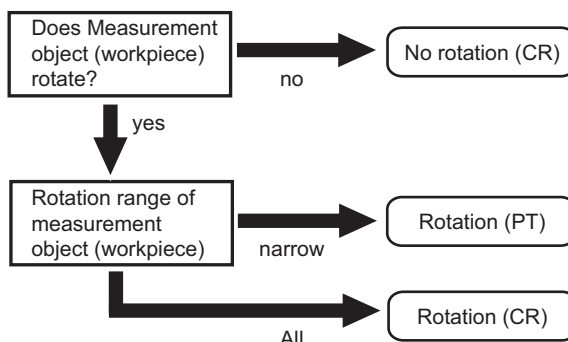 Does Measurement
object (workpiece)
rotate?
no
No rotation (CR)
yes
Rotation range of
measurement
object (workpiece)
narrow
Rotation (PT)
All
Rotation (CR)